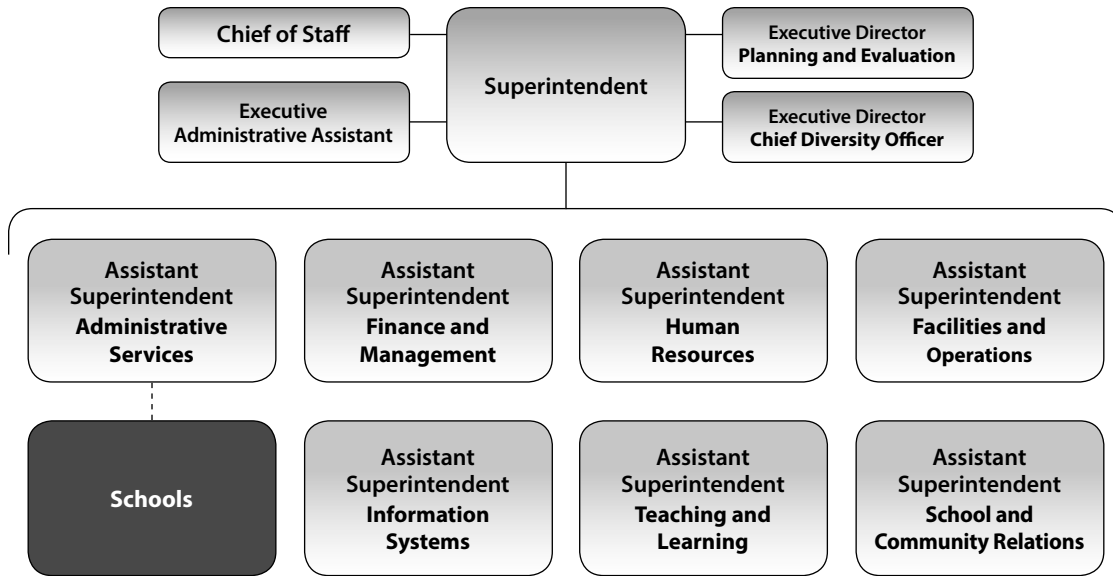 Chief of Staff
Superintendent
Executive Director
Planning and Evaluation
Executive
Administrative Assistant
Executive Director
Chief Diversity Officer
Assistant
Superintendent
Administrative
Services
Assistant
Superintendent
Finance and
Management
Assistant
Superintendent
Human
Resources
Assistant
Superintendent
Facilities and
Operations
Schools
Assistant
Superintendent
Information
Systems
Assistant
Superintendent
Teaching and
Learning
Assistant
Superintendent
School and
Community Relations